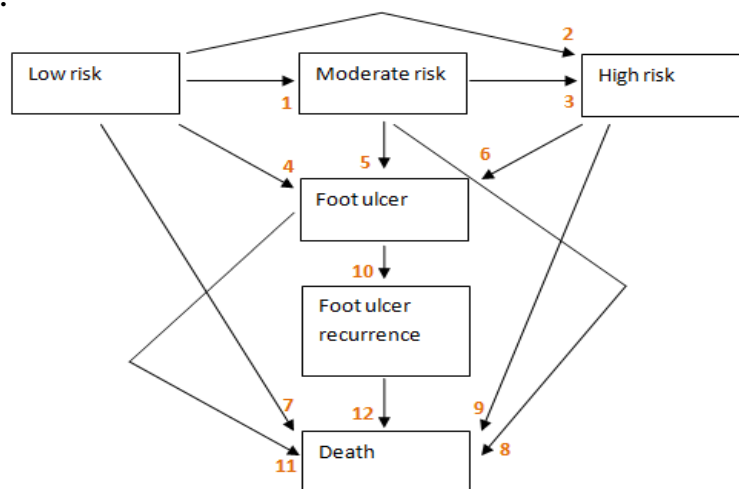 2
Low risk
Moderate risk
High risk
1
3
4
5
6
Foot ulcer
10
Foot ulcer
recurrence
7
12
9
Death
11
8